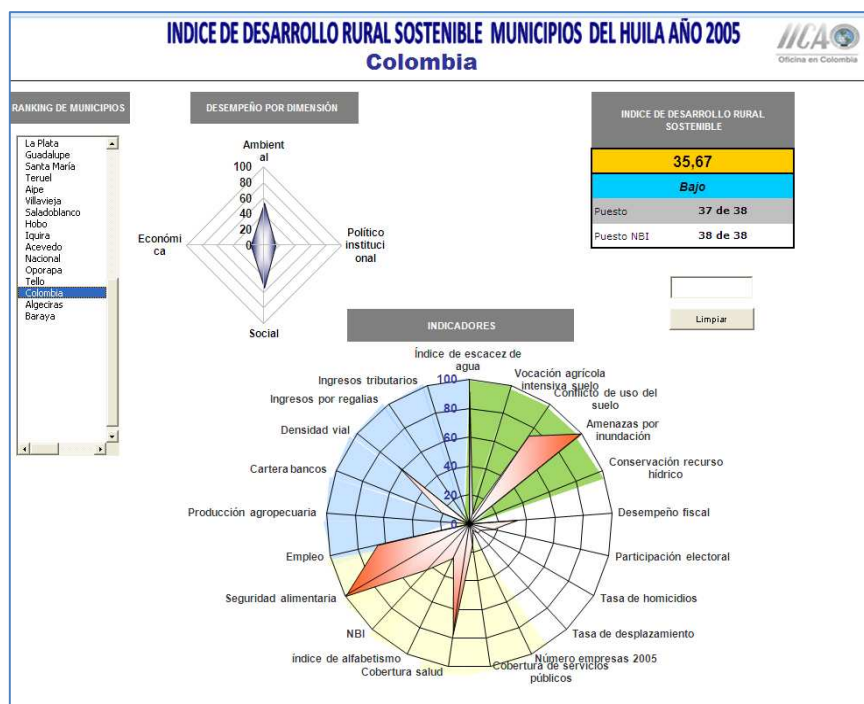 INDICE DE DESARROLLO RURAL SOSTENIBLE MUNICIPIOS DEL HUILA AÑO 2005
Colombia
IICA
Oficina en Colombia
RANKING DE MUNICIPIOS
La Plata
Guadalupe
Santa María
Teruel
Aipe
Villavieja
Saladoblanco
Hobo
Iquira
Acevedo
Nacional
Oporapa
Tello
Colombia
Algeciras
Baraya
DESEMPEÑO POR DIMENSIÓN
Ambient
al
100
80
60
40
20
0
Político
instituci
onal
Económi
ca
Social
INDICE DE DESARROLLO RURAL
SOSTENIBLE
35,67
Bajo
Puesto 37 de 38
Puesto NBI 38 de 38
Limpiar
INDICADORES
Índice de escacez de
agua
Vocación agrícola
intensiva suelo
Conflicto de uso del
suelo
Amenazas por
inundación
Conservación recurso
hídrico
Desempeño fiscal
Participación electoral
Tasa de homicidios
Tasa de desplazamiento
Número empresas 2005
Cobertura de servicios
públicos
Cobertura salud
índice de alfabetismo
NBI
Seguridad alimentaria
Empleo
Producción agropecuaria
Cartera bancos
Densidad vial
Ingresos por regalias
Ingresos tributarios
100
80
60
40
20
0